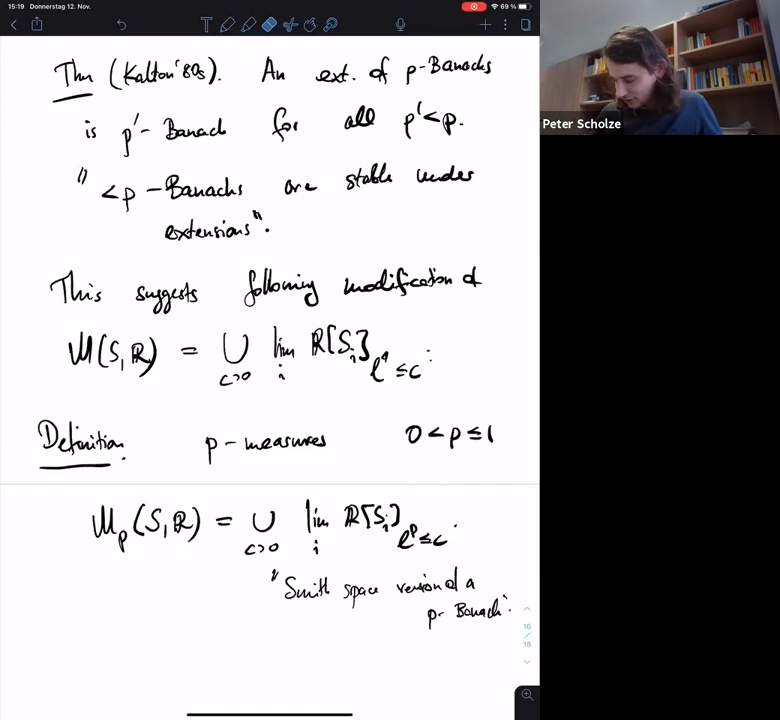 15:19 Donnerstag 12. Nov.
69 %
Peter Scholze
Thm (Kalton '80s). An ext. of p-Banachs
is p'-Banach for all p' < p.
"<p-Banachs are stable under
extensions".
This suggests following modification of
M(S,ℝ) = ∪_{c>0} lim_i ℝ[S_i]_{ℓ^1 ≤ c} :
Definition. p-measures 0 < p ≤ 1
M_p(S,ℝ) = ∪_{c>0} lim_i ℝ[S_i]_{ℓ^p ≤ c} .
"Smith space version of a
p-Banach".
16
/
18